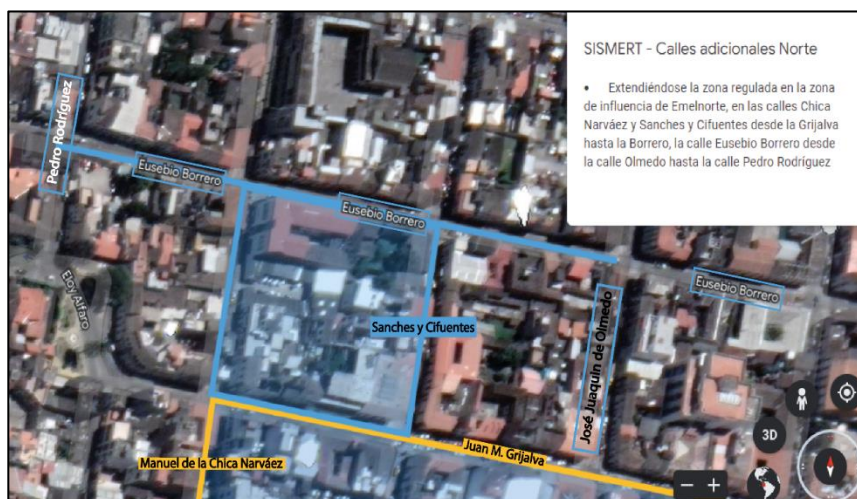 SISMERT - Calles adicionales Norte
• Extendiéndose la zona regulada en la zona
de influencia de Emelnorte, en las calles Chica
Narváez y Sanches y Cifuentes desde la Grijalva
hasta la Borrero, la calle Eusebio Borrero desde
la calle Olmedo hasta la calle Pedro Rodríguez
Pedro Rodríguez
Eusebio Borrero
Eusebio Borrero
Eusebio Borrero
Eloy Alfaro
Sanches y Cifuentes
José Juaquín de Olmedo
Juan M. Grijalva
Manuel de la Chica Narváez
3D